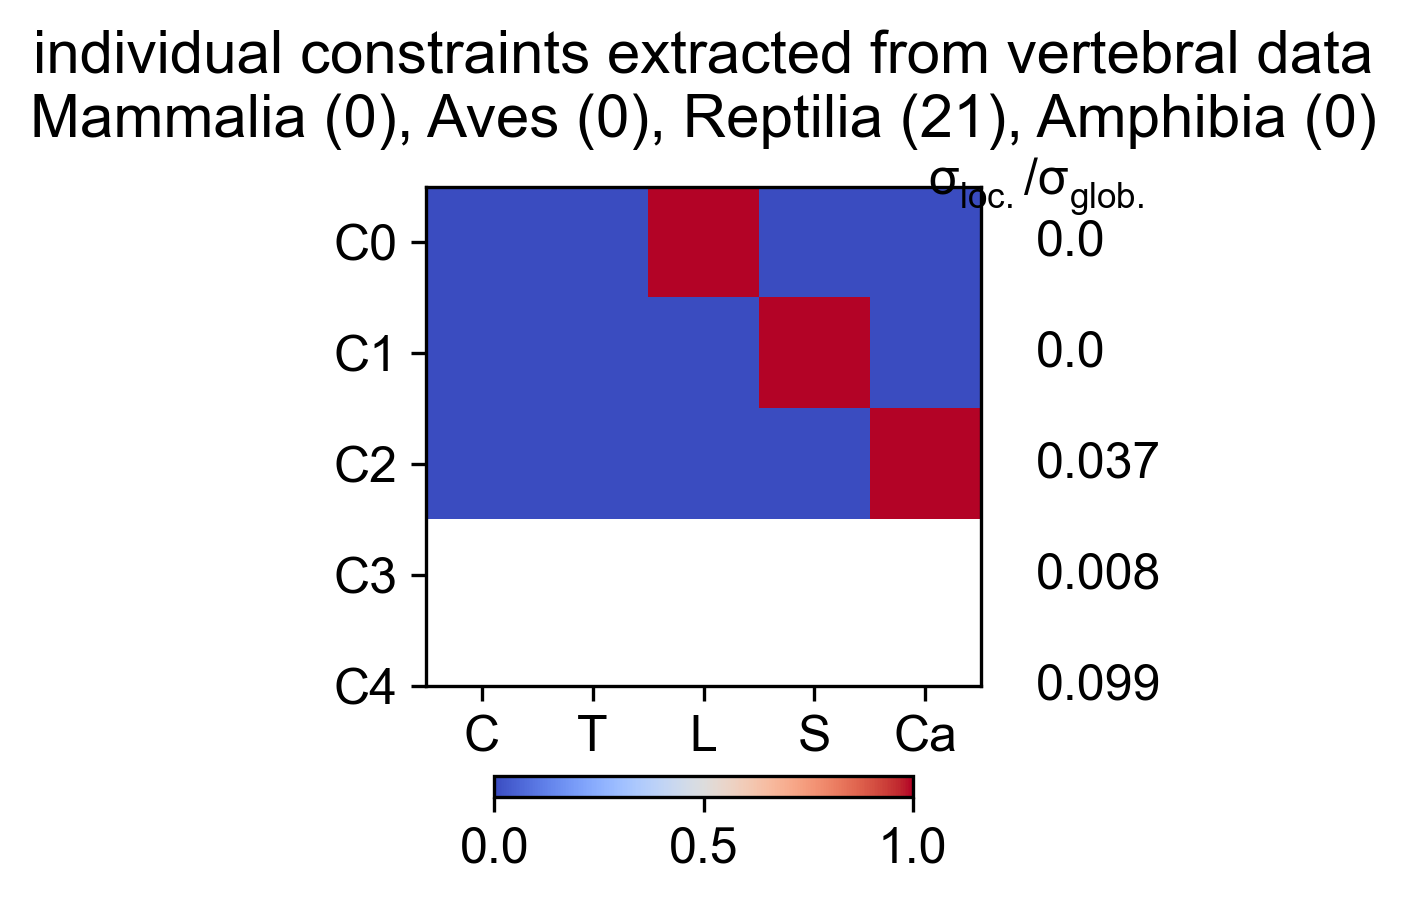 individual constraints extracted from vertebral data
Mammalia (0), Aves (0), Reptilia (21), Amphibia (0)
σloc. /σglob.
C0 0.0
C1 0.0
C2 0.037
C3 0.008
C4 0.099
C T L S Ca
0.0 0.5 1.0